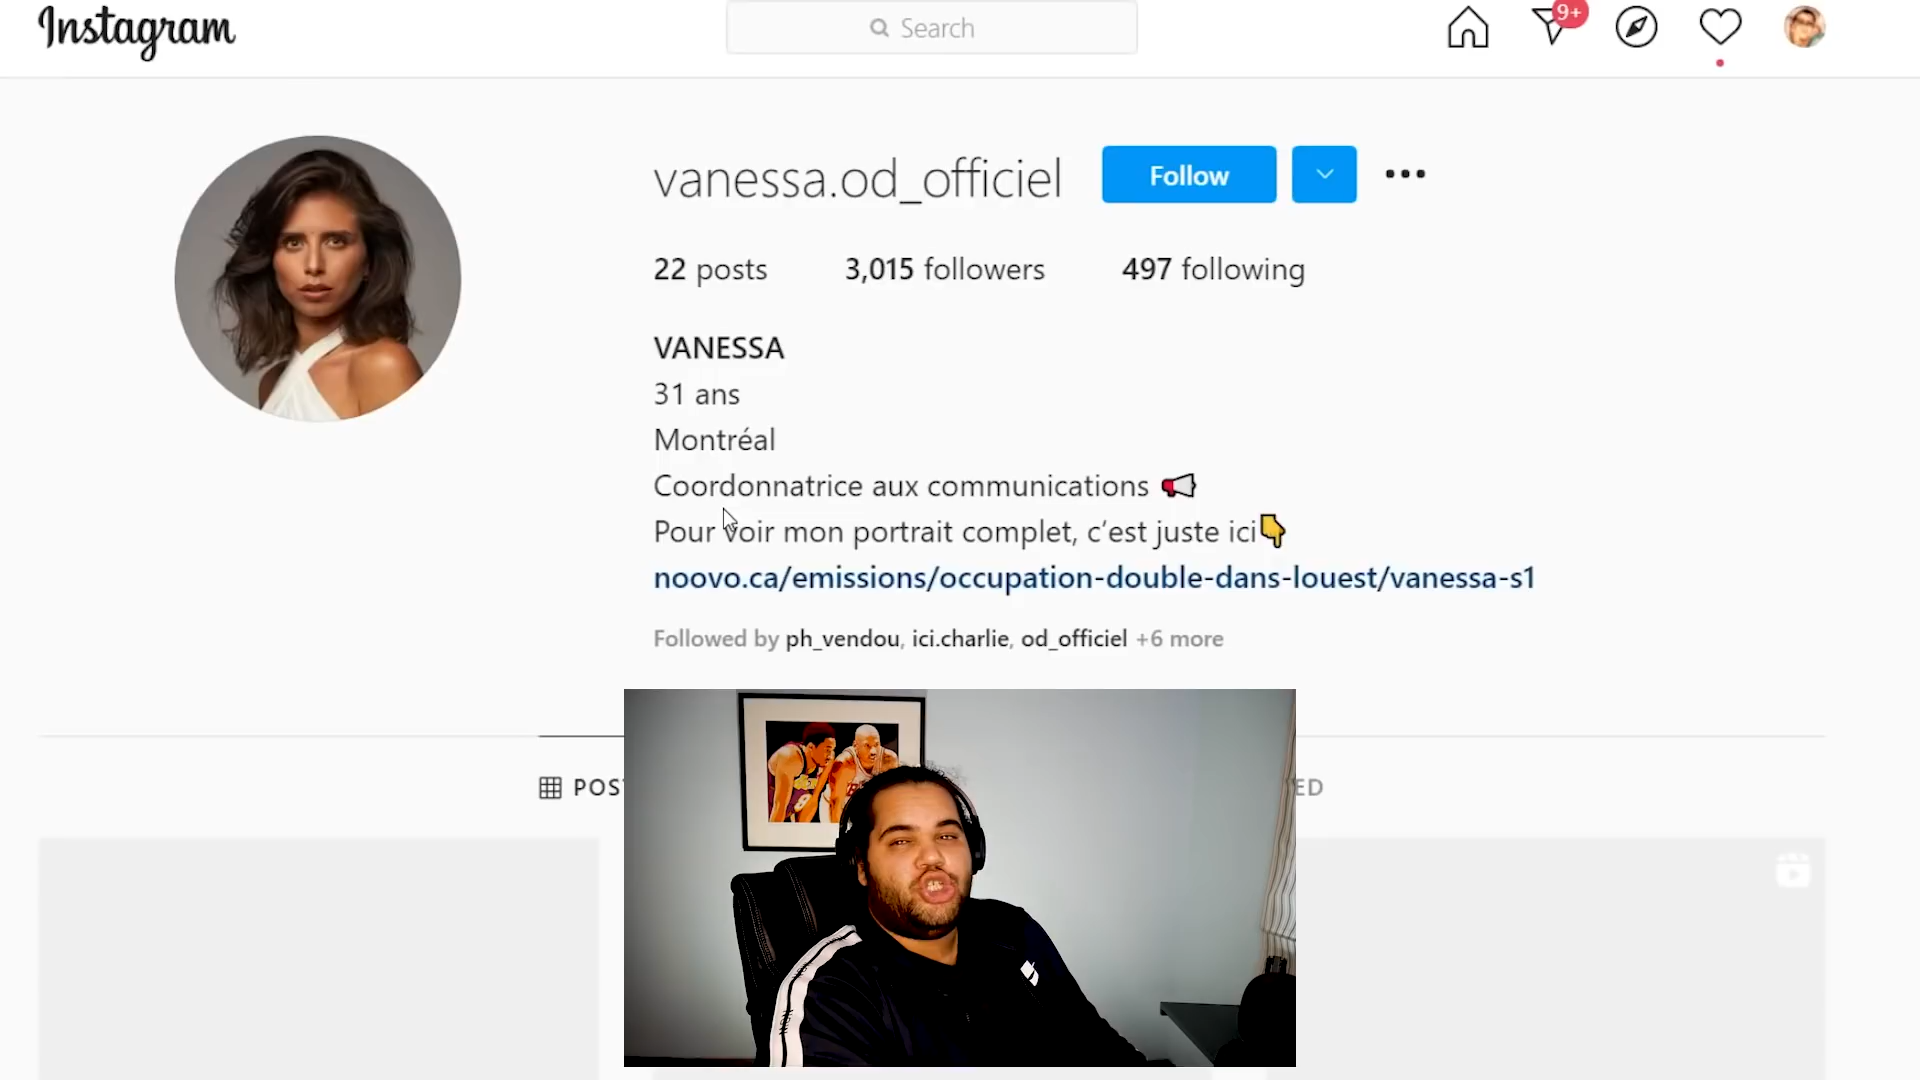 Instagram
Search
9+
vanessa.od_officiel
Follow
22 posts
3,015 followers
497 following
VANESSA
31 ans
Montréal
Coordonnatrice aux communications 📢
Pour voir mon portrait complet, c’est juste ici👇
noovo.ca/emissions/occupation-double-dans-louest/vanessa-s1
Followed by ph_vendou, ici.charlie, od_officiel +6 more
POST
ED
8